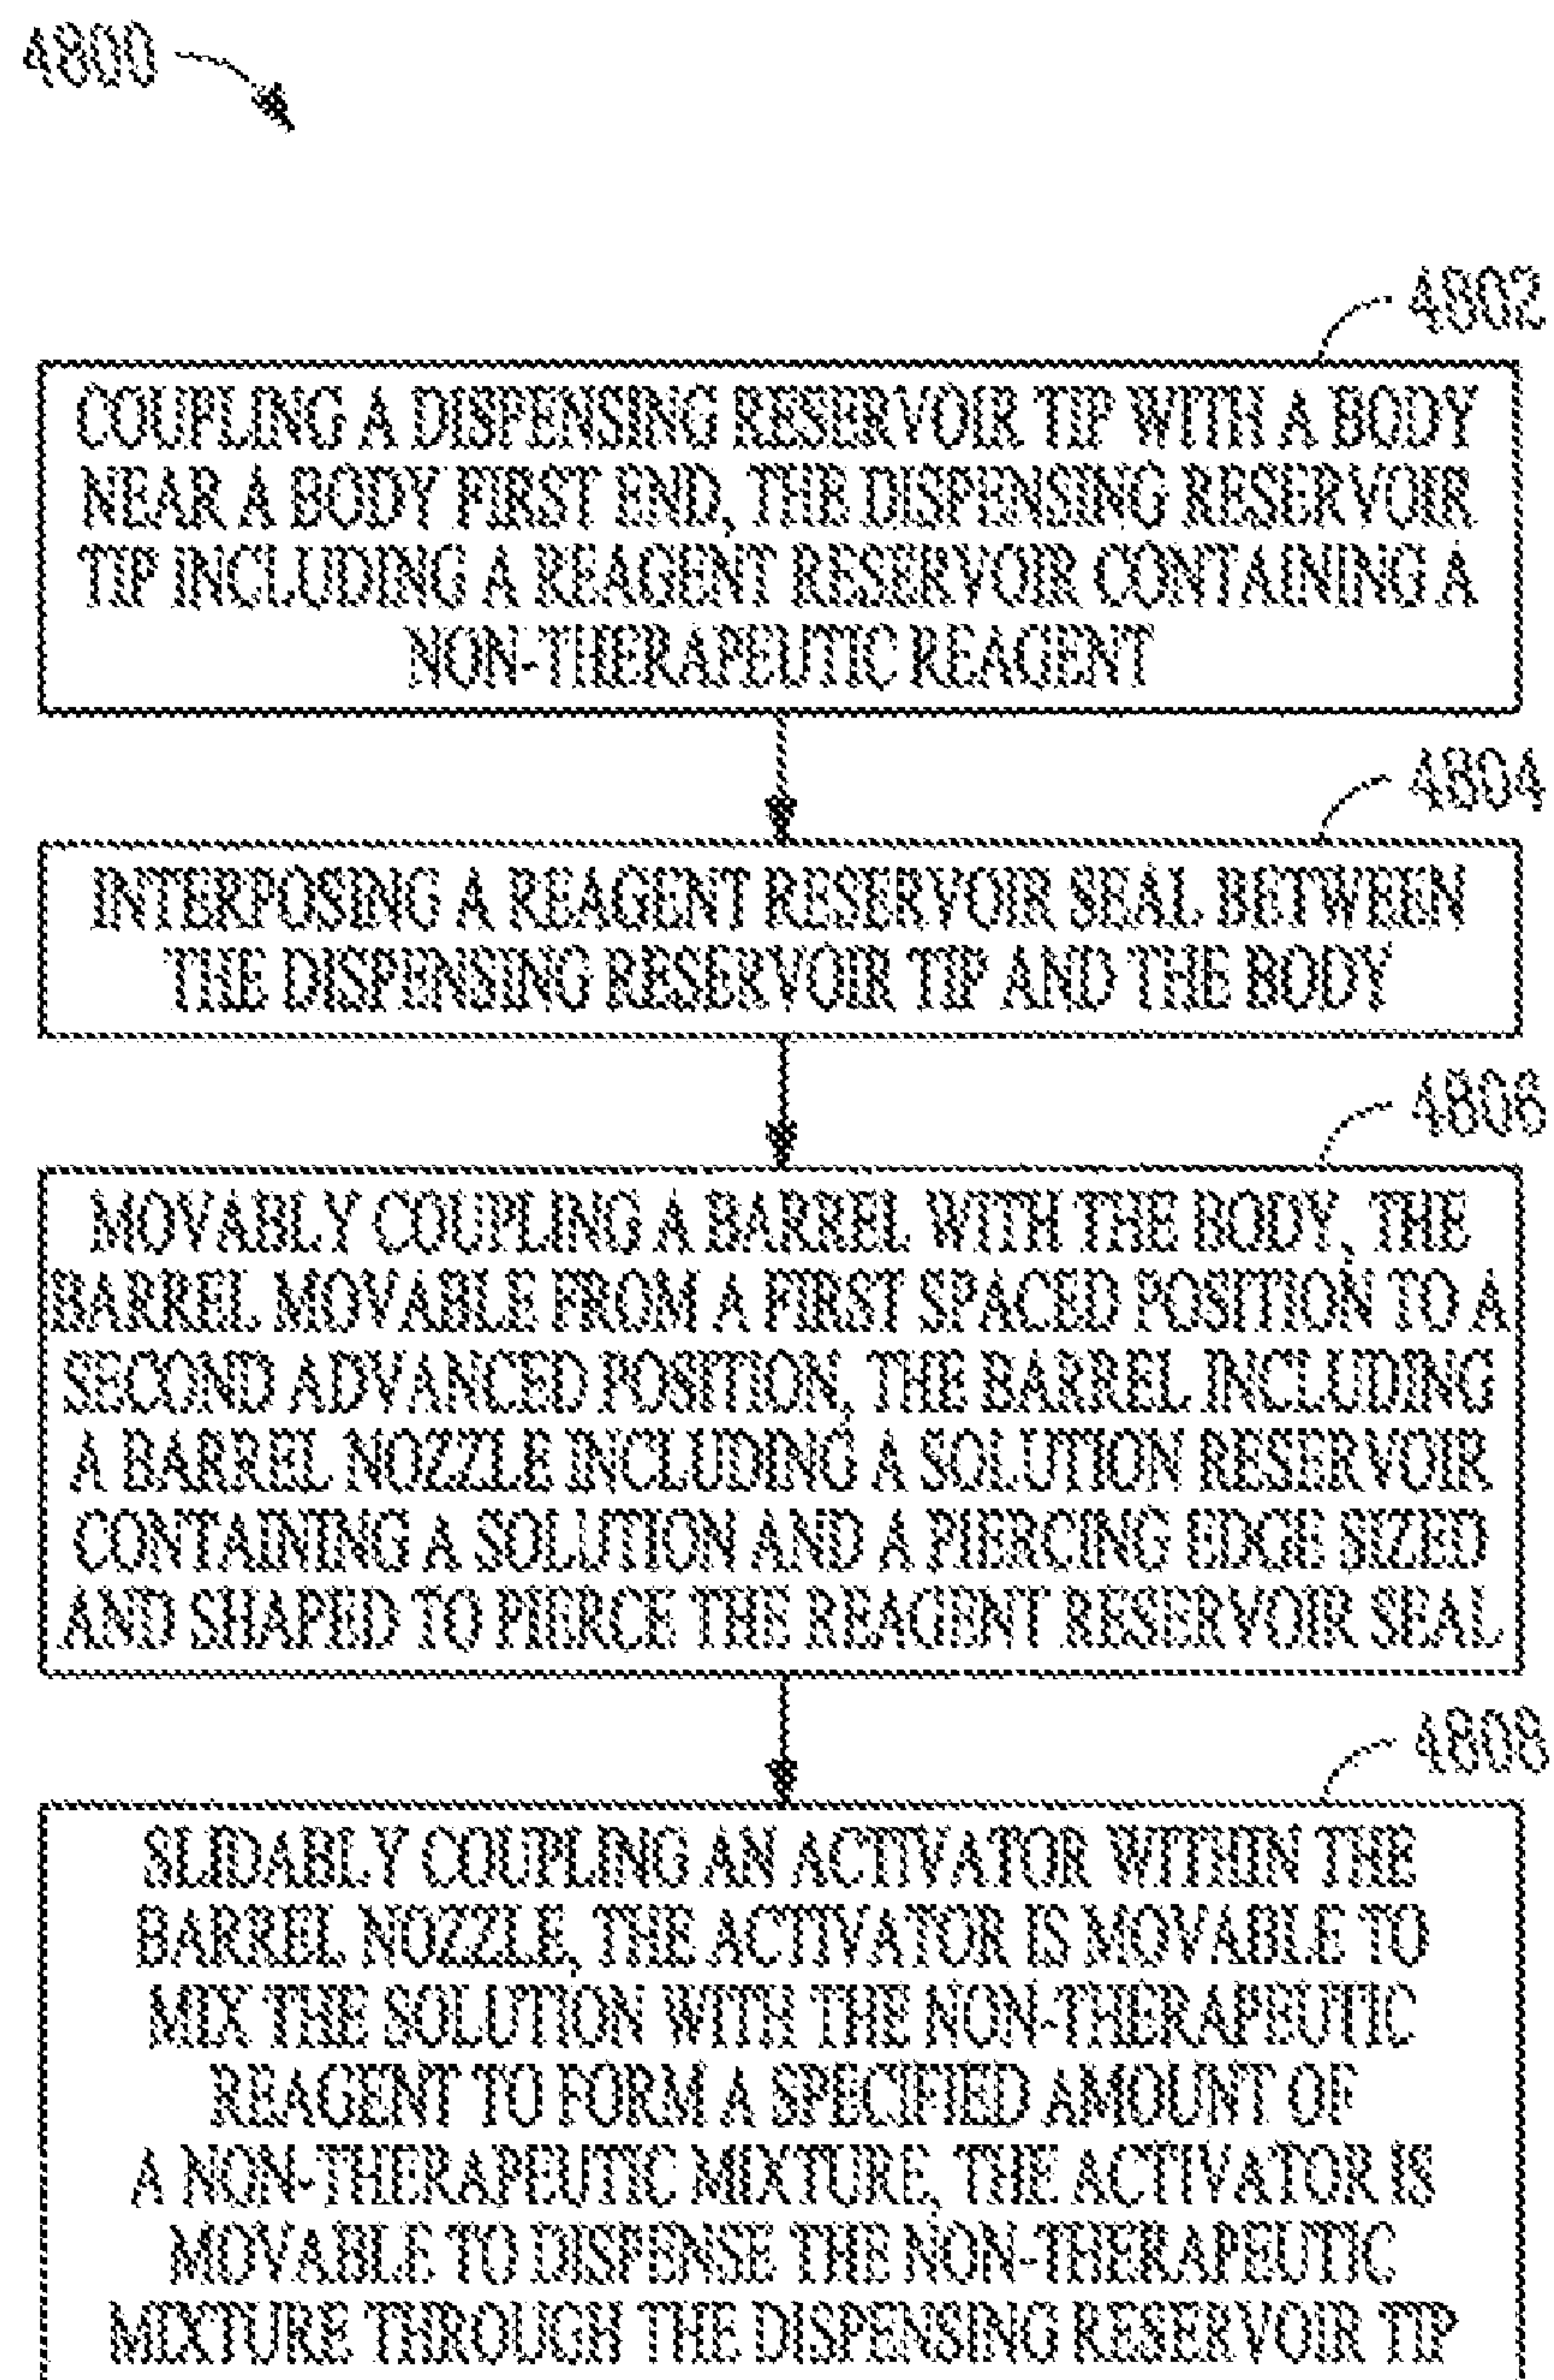 4800
4802
COUPLING A DISPENSING RESERVOIR TIP WITH A BODY
NEAR A BODY FIRST END, THE DISPENSING RESERVOIR
TIP INCLUDING A REAGENT RESERVOIR CONTAINING A
NON-THERAPEUTIC REAGENT
4804
INTERPOSING A REAGENT RESERVOIR SEAL BETWEEN
THE DISPENSING RESERVOIR TIP AND THE BODY
4806
MOVABLY COUPLING A BARREL WITH THE BODY, THE
BARREL MOVABLE FROM A FIRST SPACED POSITION TO A
SECOND ADVANCED POSITION, THE BARREL INCLUDING
A BARREL NOZZLE INCLUDING A SOLUTION RESERVOIR
CONTAINING A SOLUTION AND A PIERCING EDGE SIZED
AND SHAPED TO PIERCE THE REAGENT RESERVOIR SEAL
4808
SLIDABLY COUPLING AN ACTIVATOR WITHIN THE
BARREL NOZZLE, THE ACTIVATOR IS MOVABLE TO
MIX THE SOLUTION WITH THE NON-THERAPEUTIC
REAGENT TO FORM A SPECIFIED AMOUNT OF
A NON-THERAPEUTIC MIXTURE, THE ACTIVATOR IS
MOVABLE TO DISPENSE THE NON-THERAPEUTIC
MIXTURE THROUGH THE DISPENSING RESERVOIR TIP